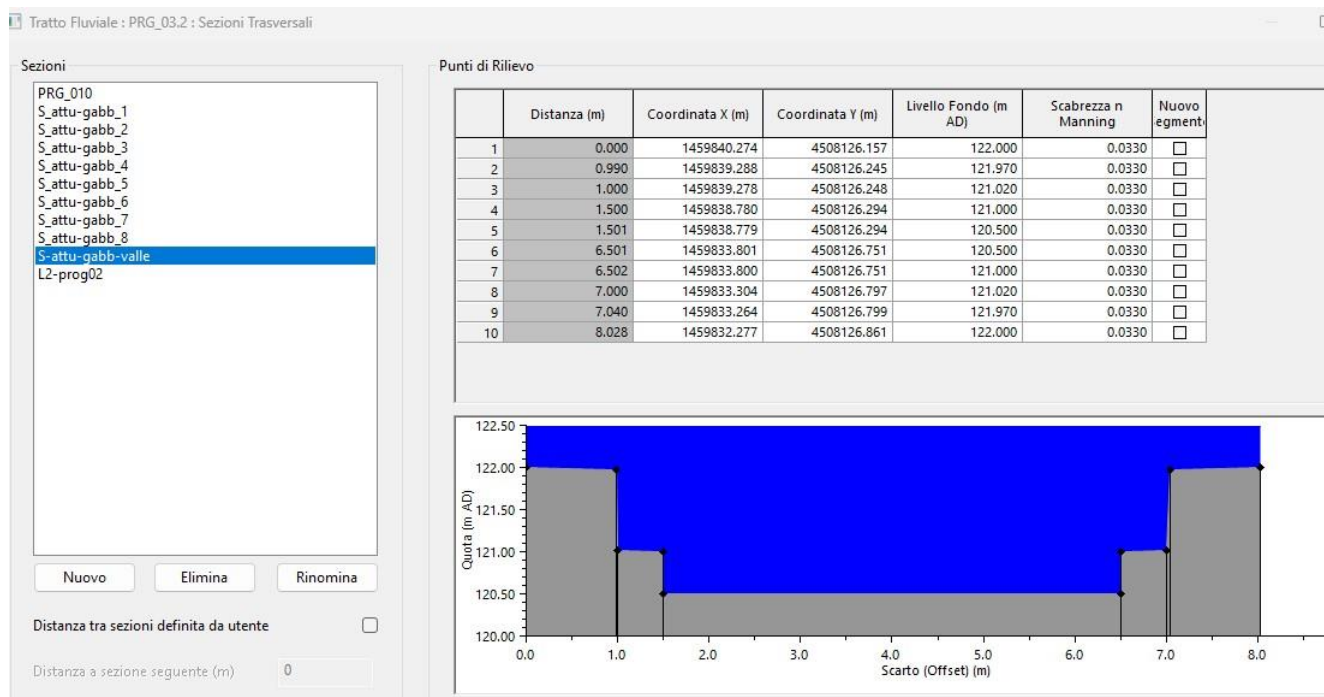 Tratto Fluviale : PRG_03.2 : Sezioni Trasversali
Sezioni
PRG_010
S_attu-gabb_1
S_attu-gabb_2
S_attu-gabb_3
S_attu-gabb_4
S_attu-gabb_5
S_attu-gabb_6
S_attu-gabb_7
S_attu-gabb_8
S-attu-gabb-valle
L2-prog02
Nuovo Elimina Rinomina
Distanza tra sezioni definita da utente
Distanza a sezione seguente (m) 0
Punti di Rilievo
Distanza (m) Coordinata X (m) Coordinata Y (m) Livello Fondo (m AD) Scabrezza n Manning Nuovo egment
1 0.000 1459840.274 4508126.157 122.000 0.0330
2 0.990 1459839.288 4508126.245 121.970 0.0330
3 1.000 1459839.278 4508126.248 121.020 0.0330
4 1.500 1459838.780 4508126.294 121.000 0.0330
5 1.501 1459838.779 4508126.294 120.500 0.0330
6 6.501 1459833.801 4508126.751 120.500 0.0330
7 6.502 1459833.800 4508126.751 121.000 0.0330
8 7.000 1459833.304 4508126.797 121.020 0.0330
9 7.040 1459833.264 4508126.799 121.970 0.0330
10 8.028 1459832.277 4508126.861 122.000 0.0330
Quota (m AD)
122.50
122.00
121.50
121.00
120.50
120.00
0.0 1.0 2.0 3.0 4.0 5.0 6.0 7.0 8.0
Scarto (Offset) (m)